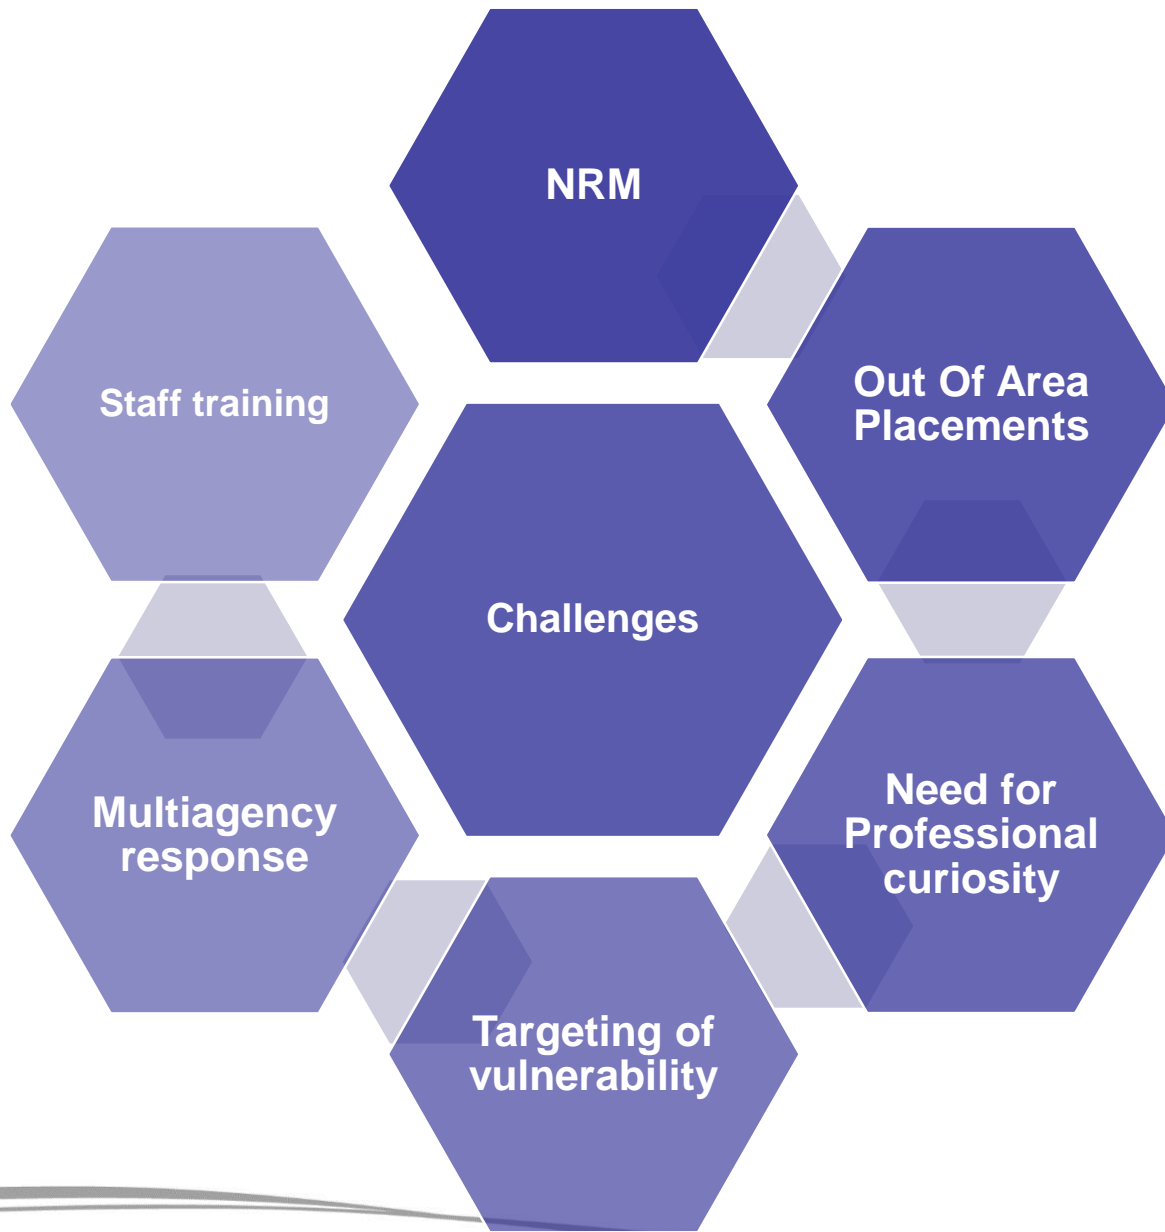 NRM
Out Of Area
Placements
Need for
Professional
curiosity
Targeting of
vulnerability
Multiagency
response
Staff training
Challenges